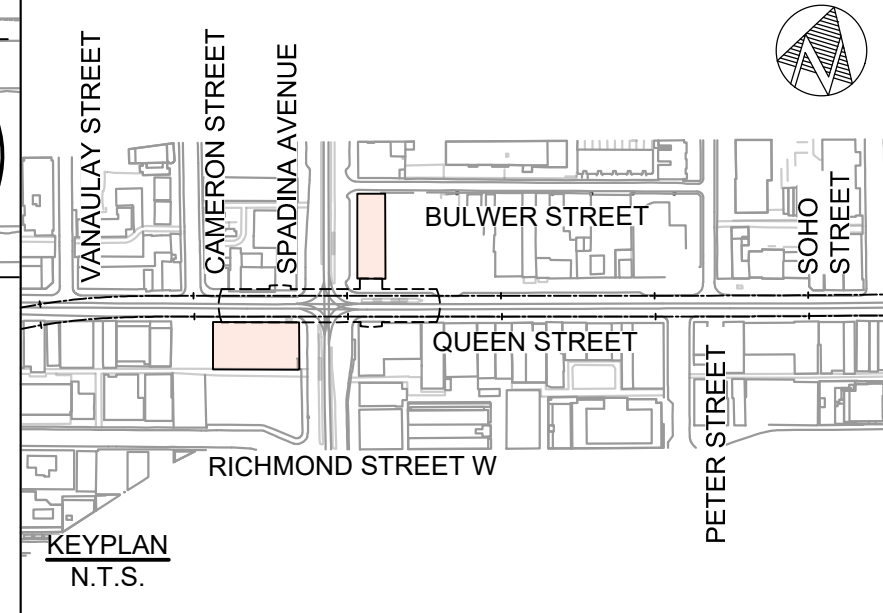 VANAULAY STREET
CAMERON STREET
SPADINA AVENUE
BULWER STREET
SOHO
STREET
QUEEN STREET
PETER STREET
RICHMOND STREET W
KEYPLAN
N.T.S.
N